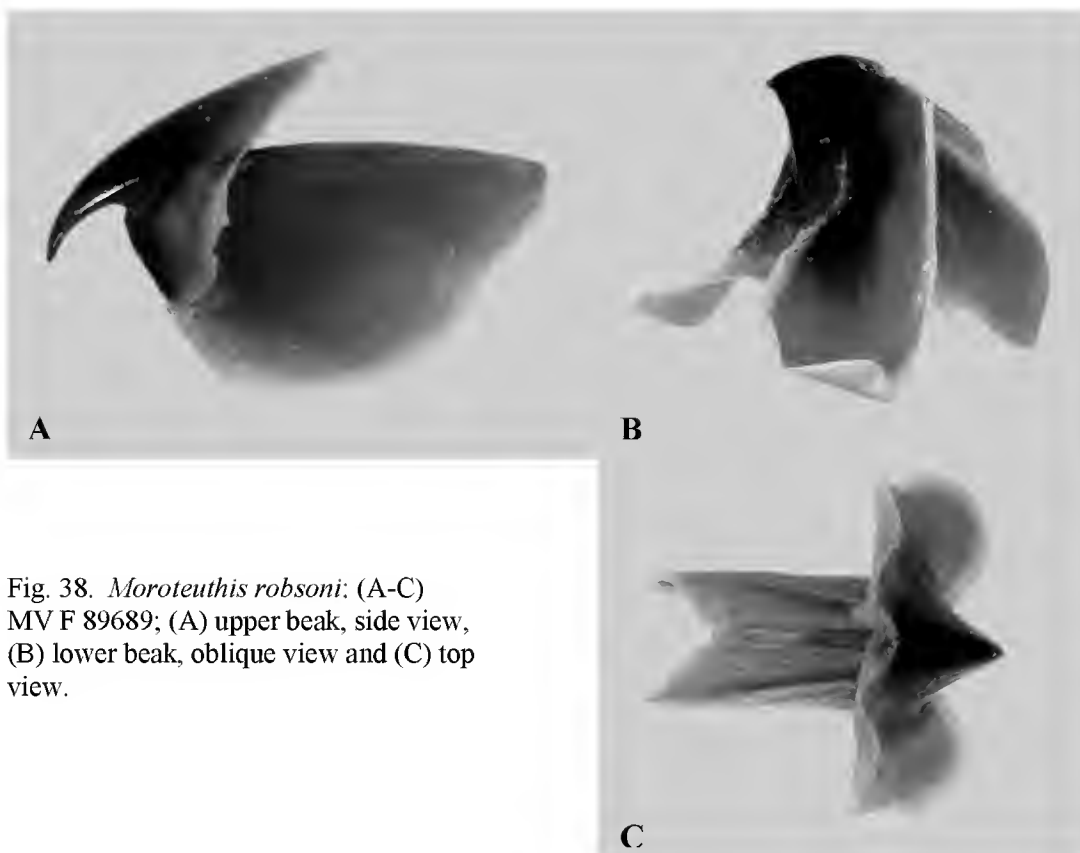 A
B
Fig. 38. Moroteuthis robsoni: (A-C)
MV F 89689; (A) upper beak, side view,
(B) lower beak, oblique view and (C) top
view.
C